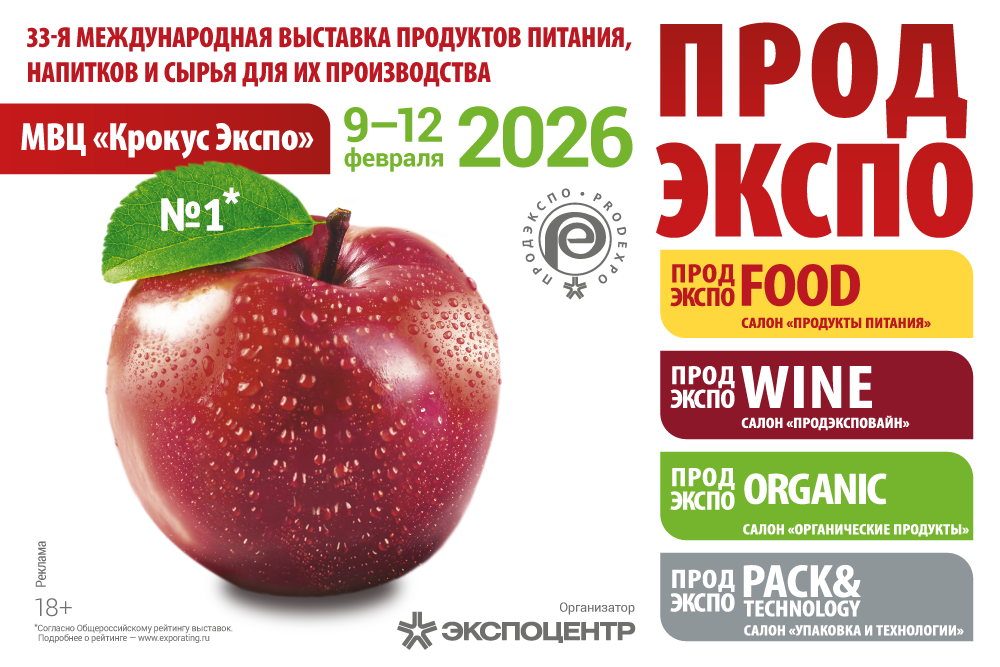 33-Я МЕЖДУНАРОДНАЯ ВЫСТАВКА ПРОДУКТОВ ПИТАНИЯ,
НАПИТКОВ И СЫРЬЯ ДЛЯ ИХ ПРОИЗВОДСТВА
МВЦ «Крокус Экспо»
9–12
февраля
2026
№1*
ПРОДЭКСПО • PRODEXPO
ПРОД
ЭКСПО
ПРОД
ЭКСПО
FOOD
САЛОН «ПРОДУКТЫ ПИТАНИЯ»
ПРОД
ЭКСПО
WINE
САЛОН «ПРОДЭКСПОВАЙН»
ПРОД
ЭКСПО
ORGANIC
САЛОН «ОРГАНИЧЕСКИЕ ПРОДУКТЫ»
ПРОД
ЭКСПО
PACK&
TECHNOLOGY
САЛОН «УПАКОВКА И ТЕХНОЛОГИИ»
Реклама
18+
*Согласно Общероссийскому рейтингу выставок.
Подробнее о рейтинге — www.exporating.ru
Организатор
ЭКСПОЦЕНТР